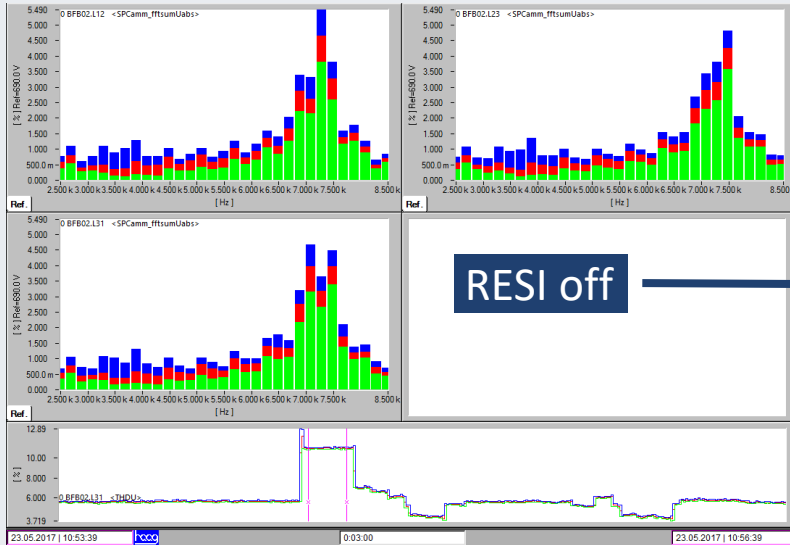 0 BFB02.L12 <SPCamm_fftsumUabs>
5.490
5.000
4.500
4.000
3.500
3.000
2.500
2.000
1.500
1.000
500.0 m
0.000
[ % ] Ref=690.0 V
2.500 k 3.000 k 3.500 k 4.000 k 4.500 k 5.000 k 5.500 k 6.000 k 6.500 k 7.000 k 7.500 k 8.500 k
[ Hz ]
Ref.
0 BFB02.L23 <SPCamm_fftsumUabs>
5.490
5.000
4.500
4.000
3.500
3.000
2.500
2.000
1.500
1.000
500.0 m
0.000
[ % ] Ref=690.0 V
2.500 k 3.000 k 3.500 k 4.000 k 4.500 k 5.000 k 5.500 k 6.000 k 6.500 k 7.000 k 7.500 k 8.500
[ Hz ]
Ref.
0 BFB02.L31 <SPCamm_fftsumUabs>
5.490
5.000
4.500
4.000
3.500
3.000
2.500
2.000
1.500
1.000
500.0 m
0.000
[ % ] Ref=690.0 V
2.500 k 3.000 k 3.500 k 4.000 k 4.500 k 5.000 k 5.500 k 6.000 k 6.500 k 7.000 k 7.500 k 8.500 k
[ Hz ]
Ref.
RESI off
12.89
10.00
8.000
6.000
3.719
[ % ]
0 BFB02.L31 <THDU>
23.05.2017 | 10:53:39
haag
0:03:00
23.05.2017 | 10:56:39